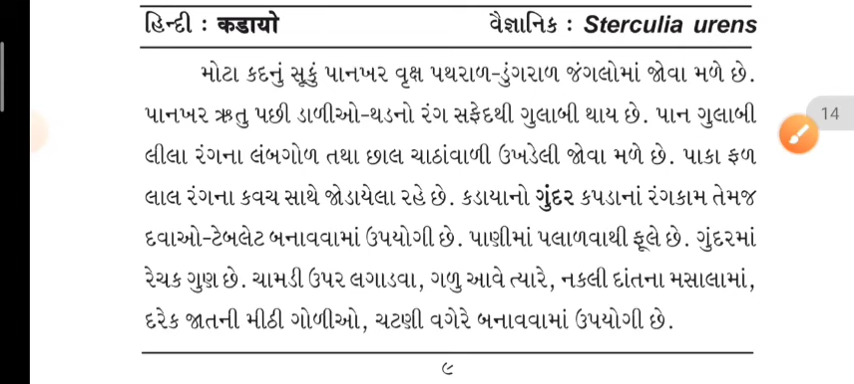 હિન્દી : કડાયો વૈજ્ઞાનિક : Sterculia urens
મોટા કદનું સૂકું પાનખર વૃક્ષ પથરાળ-ડુંગરાળ જંગલોમાં જોવા મળે છે.
પાનખર ઋતુ પછી ડાળીઓ-થડનો રંગ સફેદથી ગુલાબી થાય છે. પાન ગુલાબી
લીલા રંગના લંબગોળ તથા છાલ ચાઠાંવાળી ઉખડેલી જોવા મળે છે. પાકા ફળ
લાલ રંગના કવચ સાથે જોડાયેલા રહે છે. કડાયાનો ગુંદર કપડાનાં રંગકામ તેમજ
દવાઓ-ટેબલેટ બનાવવામાં ઉપયોગી છે. પાણીમાં પલાળવાથી ફૂલે છે. ગુંદરમાં
રેચક ગુણ છે. ચામડી ઉપર લગાડવા, ગળુ આવે ત્યારે, નકલી દાંતના મસાલામાં,
દરેક જાતની મીઠી ગોળીઓ, ચટણી વગેરે બનાવવામાં ઉપયોગી છે.
૯
14